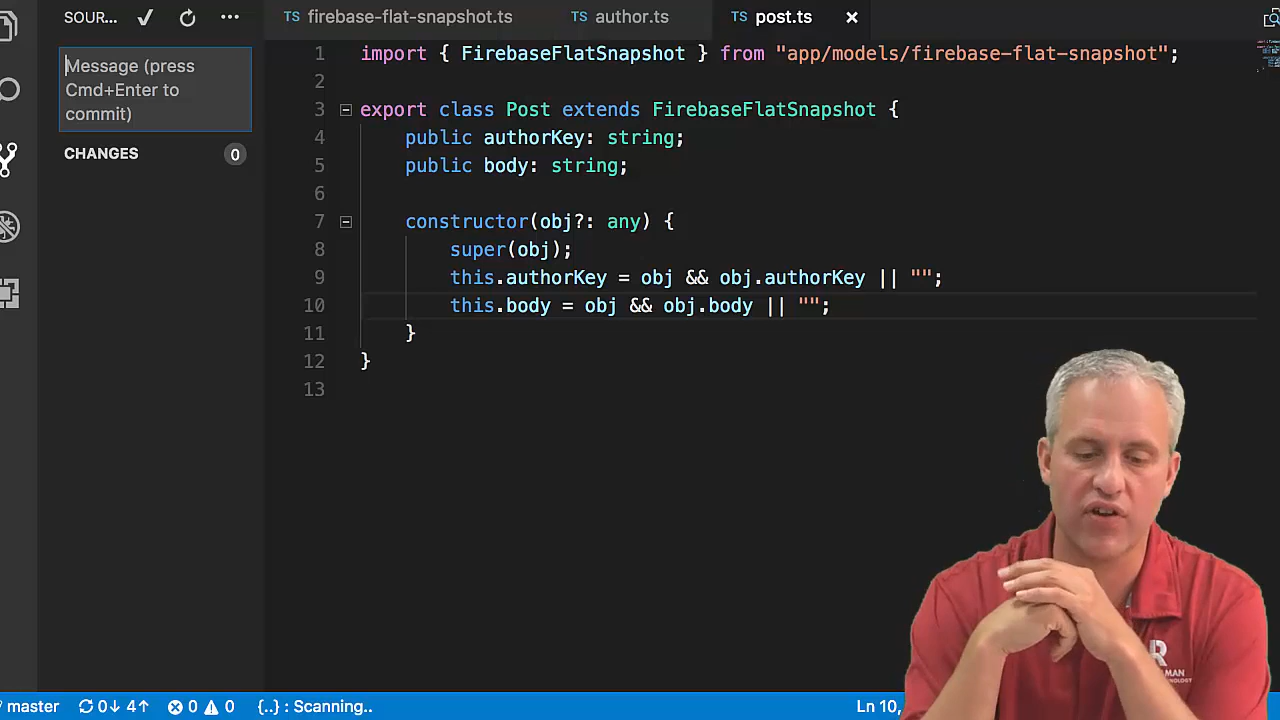 SOUR...
TS firebase-flat-snapshot.ts
TS author.ts
TS post.ts
Message (press
Cmd+Enter to
commit)
CHANGES 0
1 import { FirebaseFlatSnapshot } from "app/models/firebase-flat-snapshot";
2
3 export class Post extends FirebaseFlatSnapshot {
4 public authorKey: string;
5 public body: string;
6
7 constructor(obj?: any) {
8 super(obj);
9 this.authorKey = obj && obj.authorKey || "";
10 this.body = obj && obj.body || "";
11 }
12 }
13
master 0↓ 4↑ 0 0 {..} : Scanning.. Ln 10,